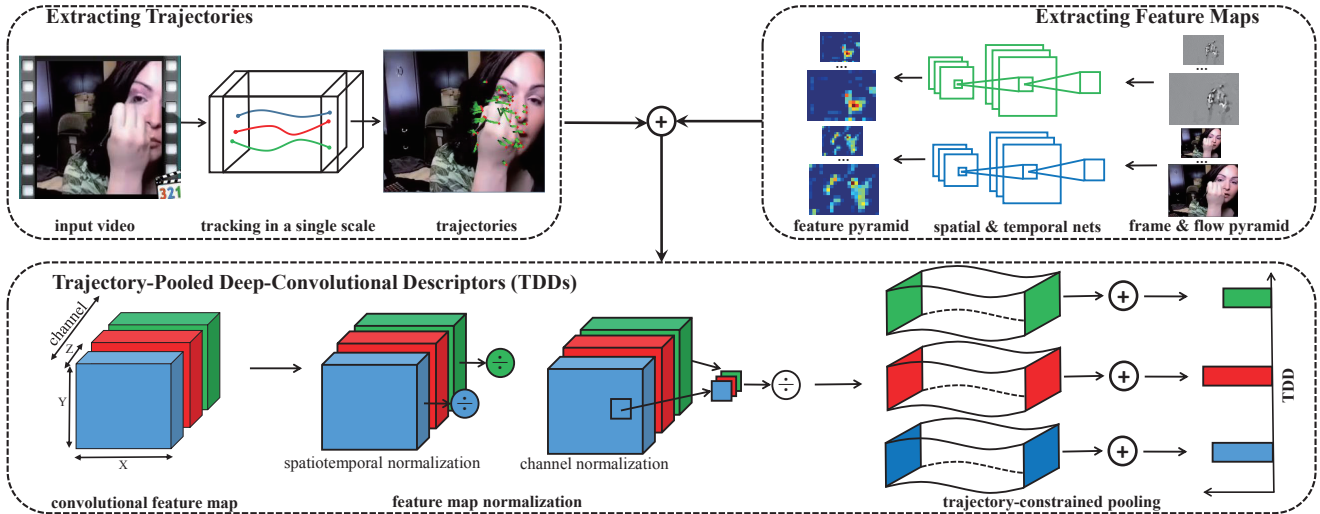 Extracting Trajectories
321
input video
tracking in a single scale
trajectories
+
Extracting Feature Maps
...
...
...
...
feature pyramid
spatial & temporal nets
frame & flow pyramid
Trajectory-Pooled Deep-Convolutional Descriptors (TDDs)
channel
Z
Y
X
convolutional feature map
÷
÷
spatiotemporal normalization
÷
channel normalization
feature map normalization
+
+
+
trajectory-constrained pooling
TDD